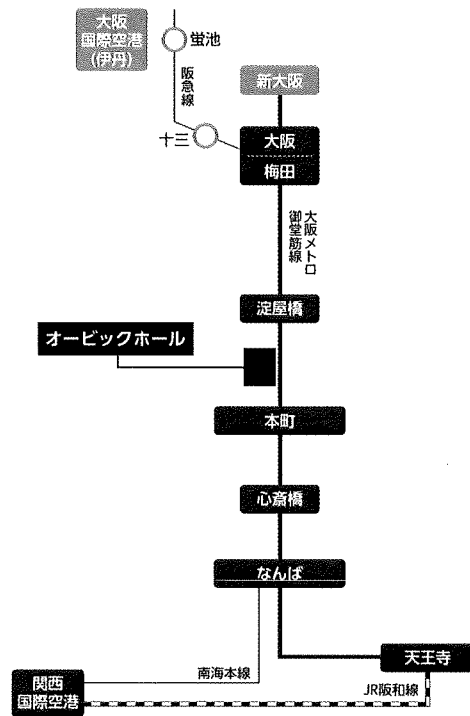 大阪
国際空港
(伊丹)
蛍池
阪急線
新大阪
十三
大阪
梅田
大阪メトロ
御堂筋線
淀屋橋
オービックホール
本町
心斎橋
なんば
天王寺
南海本線
関西
国際空港
JR阪和線